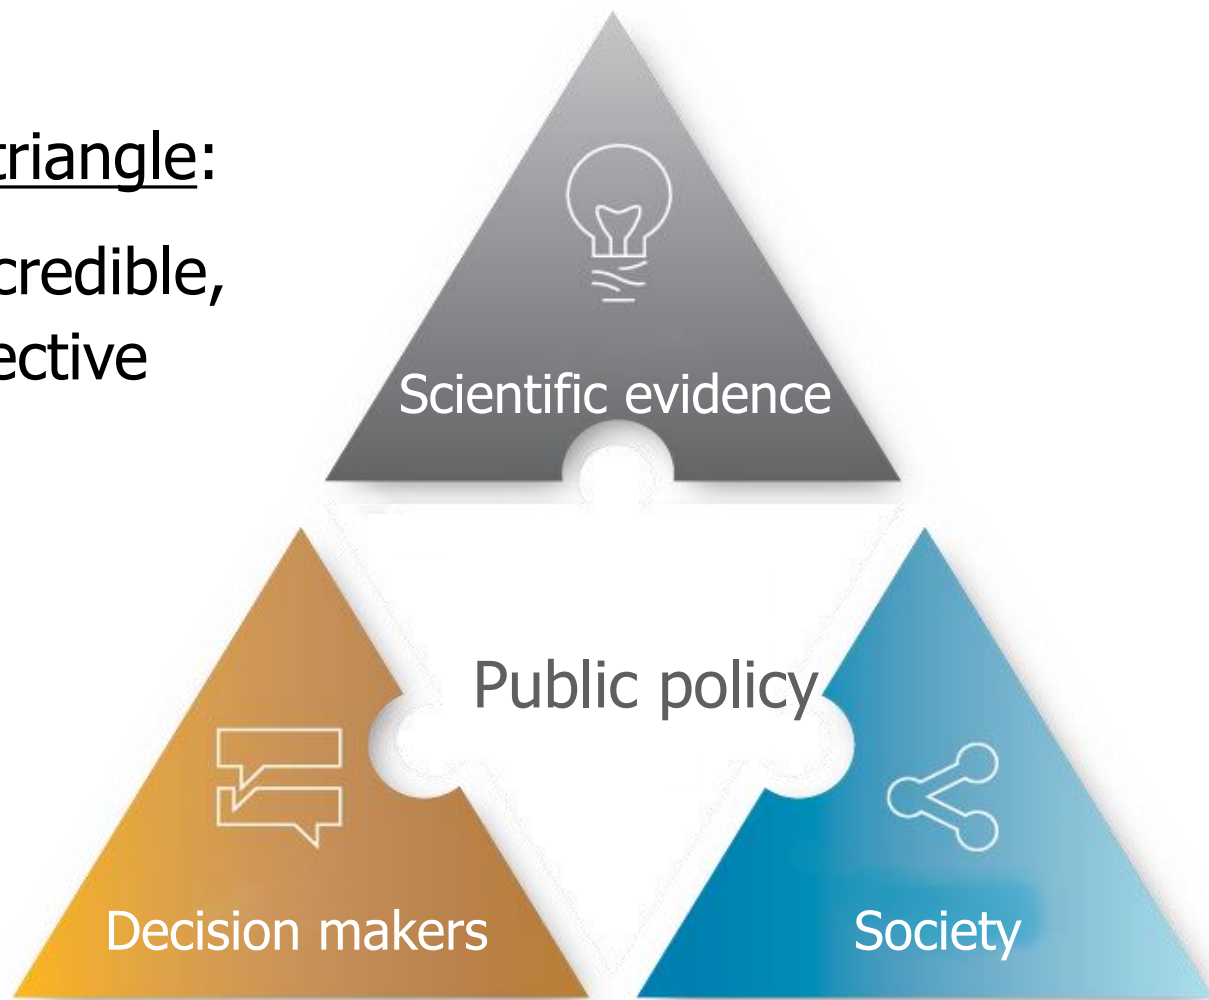 triangle:
credible,
ective
Scientific evidence
Public policy
Decision makers
Society